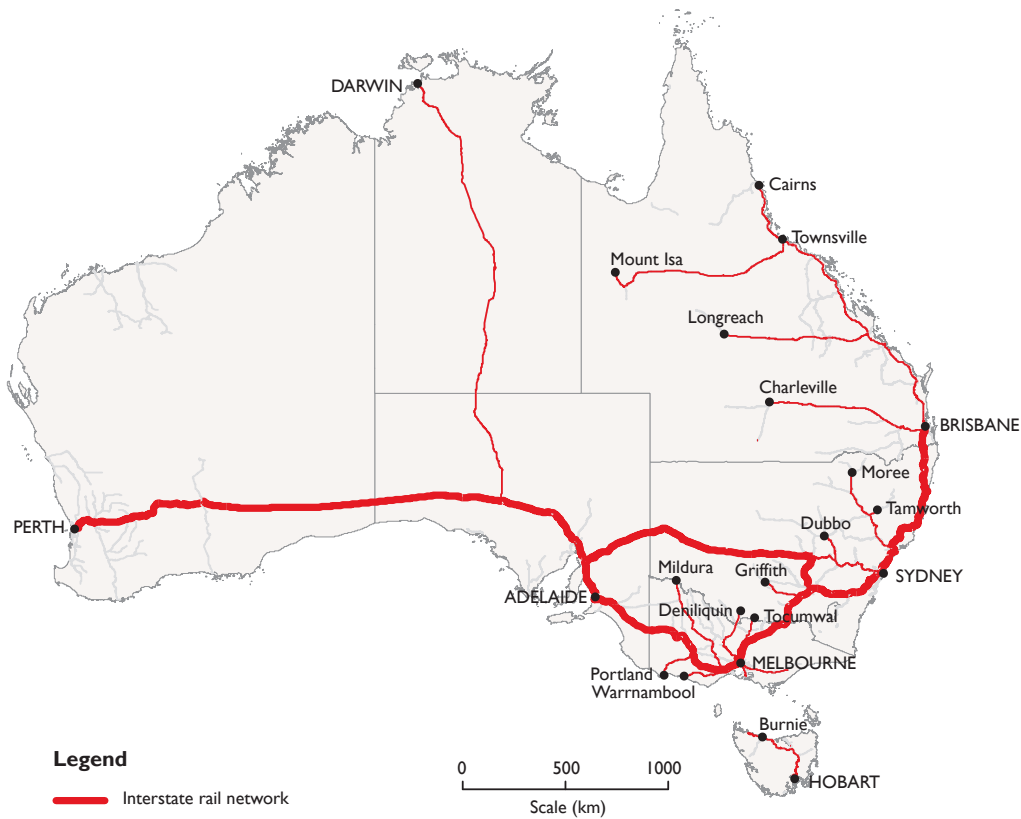 DARWIN
Cairns
Townsville
Mount Isa
Longreach
Charleville
BRISBANE
Moree
Tamworth
Dubbo
PERTH
Mildura
Griffith
SYDNEY
ADELAIDE
Deniliquin
Tocumwal
MELBOURNE
Portland
Warrnambool
Burnie
HOBART
Legend
Interstate rail network
0 500 1000
Scale (km)